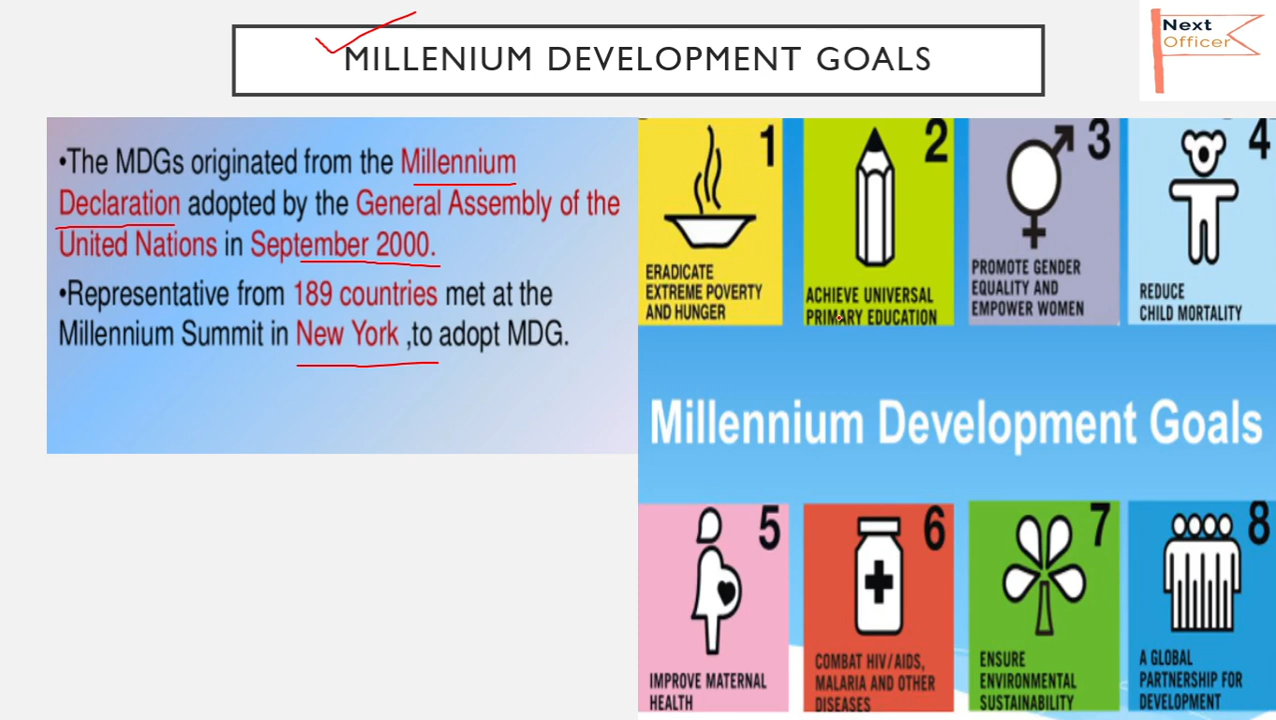 MILLENIUM DEVELOPMENT GOALS
Next
Officer
•The MDGs originated from the Millennium
Declaration adopted by the General Assembly of the
United Nations in September 2000.
•Representative from 189 countries met at the
Millennium Summit in New York ,to adopt MDG.
1
ERADICATE
EXTREME POVERTY
AND HUNGER
2
ACHIEVE UNIVERSAL
PRIMARY EDUCATION
3
PROMOTE GENDER
EQUALITY AND
EMPOWER WOMEN
4
REDUCE
CHILD MORTALITY
Millennium Development Goals
5
IMPROVE MATERNAL
HEALTH
6
COMBAT HIV/AIDS,
MALARIA AND OTHER
DISEASES
7
ENSURE
ENVIRONMENTAL
SUSTAINABILITY
8
A GLOBAL
PARTNERSHIP FOR
DEVELOPMENT